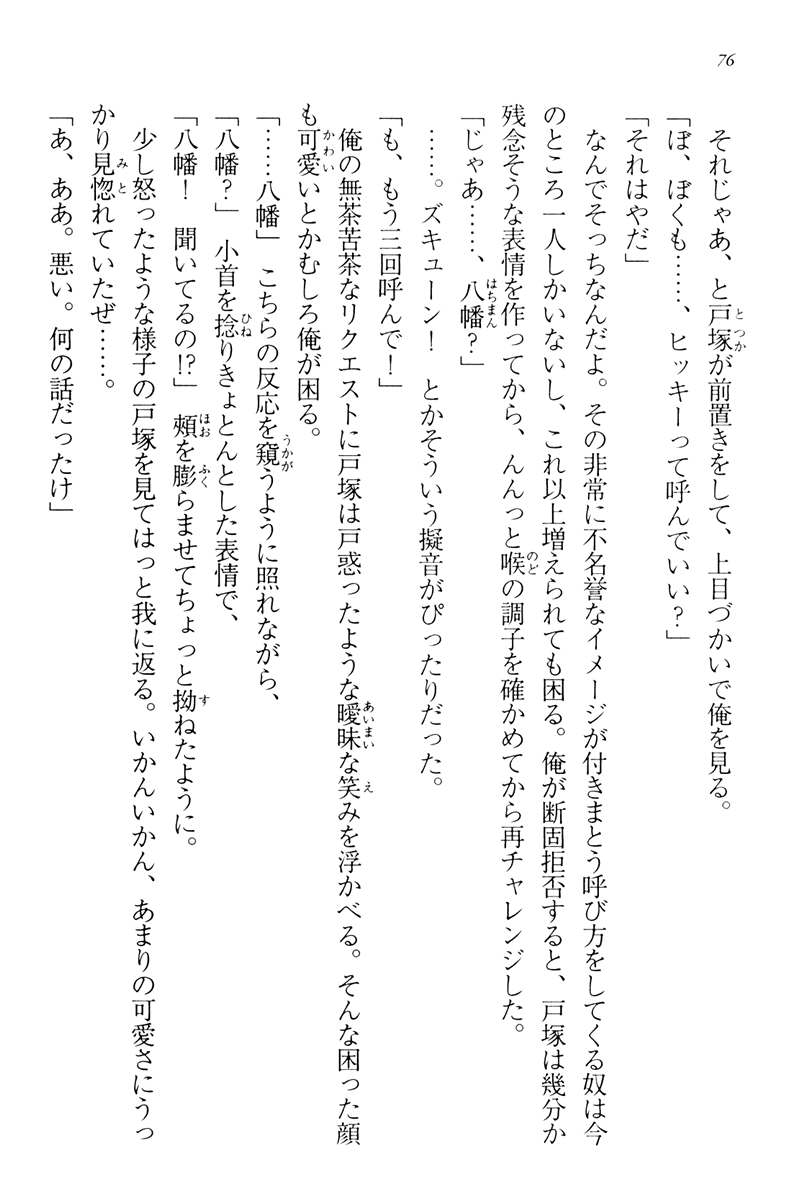 76
それじゃあ、と戸塚が前置きをして、上目づかいで俺を見る。
「ぼ、ぼくも……、ヒッキーって呼んでいい？」
「それはやだ」
なんでそっちなんだよ。その非常に不名誉なイメージが付きまとう呼び方をしてくる奴は今
のところ一人しかいないし、これ以上増えられても困る。俺が断固拒否すると、戸塚は幾分か
残念そうな表情を作ってから、んんっと喉の調子を確かめてから再チャレンジした。
「じゃあ……、八幡？」
……。ズキューン！　とかそういう擬音がぴったりだった。
「も、もう三回呼んで！」
俺の無茶苦茶なリクエストに戸塚は戸惑ったような曖昧な笑みを浮かべる。そんな困った顔
も可愛いとかむしろ俺が困る。
「……八幡」　こちらの反応を窺うように照れながら、
「八幡？」　小首を捻りきょとんとした表情で、
「八幡！　聞いてるの!?」　頰を膨らませてちょっと拗ねたように。
少し怒ったような様子の戸塚を見てはっと我に返る。いかんいかん、あまりの可愛さにうっ
かり見惚れていたぜ……。
「あ、ああ。悪い。何の話だったけ」